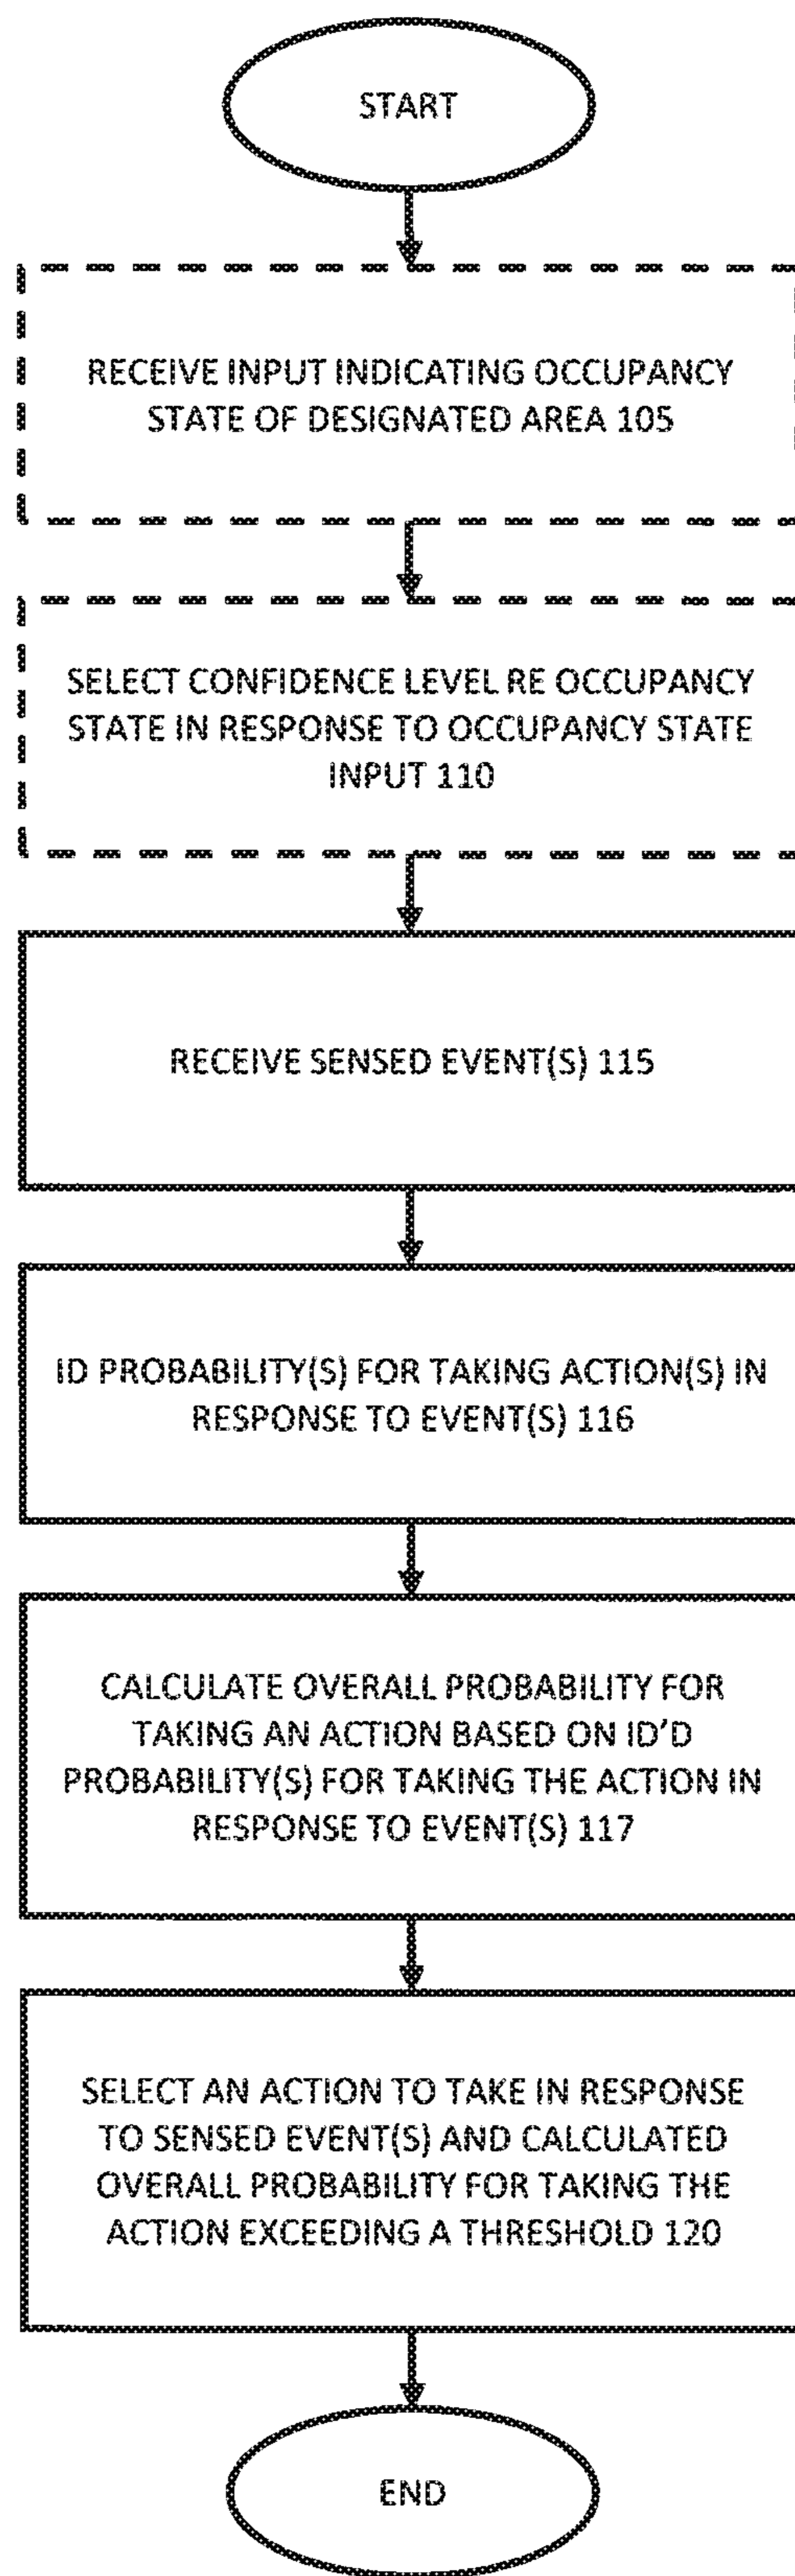 START
RECEIVE INPUT INDICATING OCCUPANCY
STATE OF DESIGNATED AREA 105
SELECT CONFIDENCE LEVEL RE OCCUPANCY
STATE IN RESPONSE TO OCCUPANCY STATE
INPUT 110
RECEIVE SENSED EVENT(S) 115
ID PROBABILITY(S) FOR TAKING ACTION(S) IN
RESPONSE TO EVENT(S) 116
CALCULATE OVERALL PROBABILITY FOR
TAKING AN ACTION BASED ON ID'D
PROBABILITY(S) FOR TAKING THE ACTION IN
RESPONSE TO EVENT(S) 117
SELECT AN ACTION TO TAKE IN RESPONSE
TO SENSED EVENT(S) AND CALCULATED
OVERALL PROBABILITY FOR TAKING THE
ACTION EXCEEDING A THRESHOLD 120
END